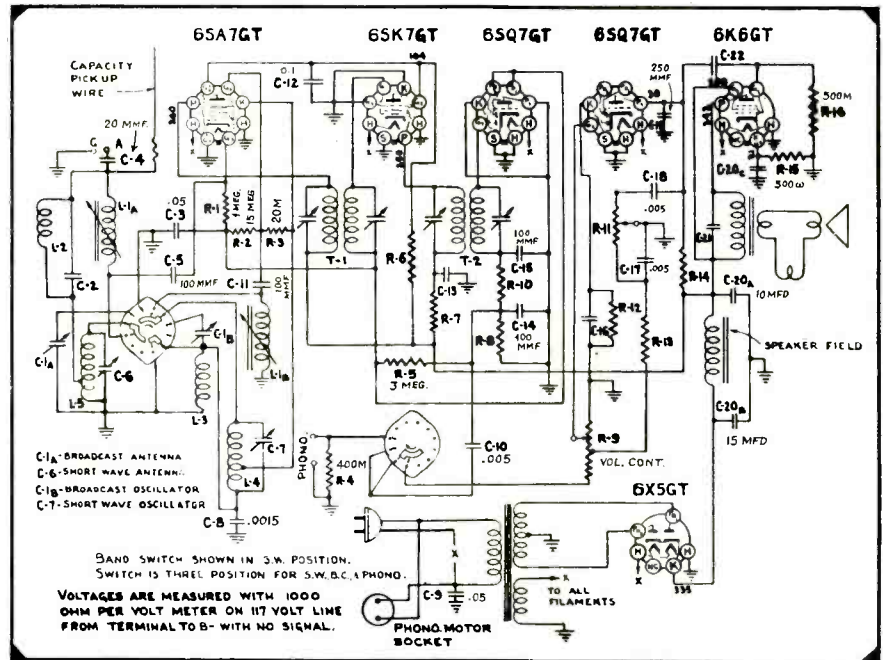 6SA7GT 6SK7GT 6SQ7GT 6SQ7GT 6K6GT
CAPACITY
PICKUP
WIRE
0.1
C-12
250
MMF
C-22
500M
R-16
20 MMF.
G A
C-4
R-15
500ω
C-20C
L-1A
.05
C-3
R-1
1 MEG.
15 MEG.
20M
R-2
R-3
C-18
.005
R-11
L-2
C-2
C-5
100 MMF
C-11
100 MMF
T-1
R-6
T-2
100
MMF
C-15
R-10
C-13
C-17
.005
R-14
C-20A
10 MFD
C-1A
C-6
C-1B
L-1B
R-7
R-8
C-14
100
MMF
C-16
R-12
R-13
SPEAKER FIELD
L-5
L-3
R-5
3 MEG.
C-20B
15 MFD
L-4
C-7
PHONO.
400M
R-4
C-10
.005
R-9
VOL. CONT.
C-1A-BROADCAST ANTENNA
C-6-SHORT WAVE ANTENNA.
C-1B-BROADCAST OSCILLATOR
C-7-SHORT WAVE OSCILLATOR
C-8 .0015
6X5GT
335
BAND SWITCH SHOWN IN S.W. POSITION.
SWITCH IS THREE POSITION FOR S.W. B.C. & PHONO.
VOLTAGES ARE MEASURED WITH 1000
OHM PER VOLT METER ON 117 VOLT LINE
FROM TERMINAL TO B- WITH NO SIGNAL.
C-9
.05
PHONO. MOTOR
SOCKET
X
TO ALL
FILAMENTS